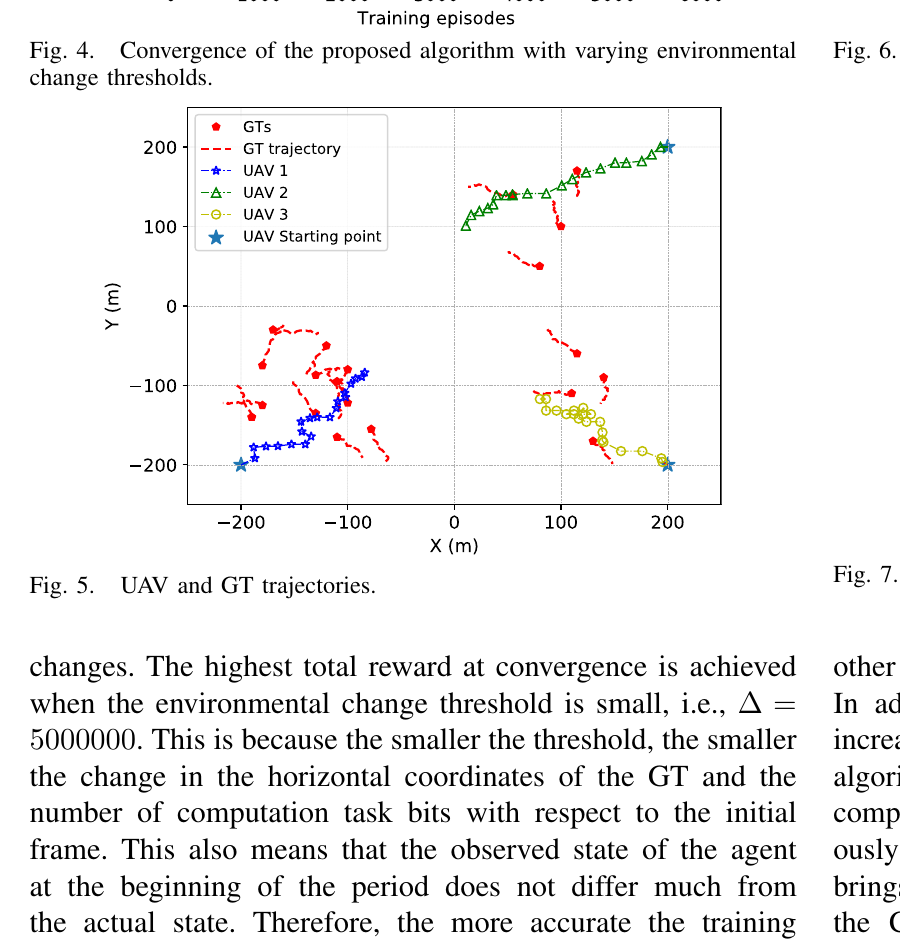 Training episodes
Fig. 4. Convergence of the proposed algorithm with varying environmental
change thresholds.
GTs
GT trajectory
UAV 1
UAV 2
UAV 3
UAV Starting point
200
100
0
−100
−200
Y (m)
−200
−100
0
100
200
X (m)
Fig. 5. UAV and GT trajectories.
changes. The highest total reward at convergence is achieved
when the environmental change threshold is small, i.e., Δ =
5000000. This is because the smaller the threshold, the smaller
the change in the horizontal coordinates of the GT and the
number of computation task bits with respect to the initial
frame. This also means that the observed state of the agent
at the beginning of the period does not differ much from
the actual state. Therefore, the more accurate the training
Fig. 6.
Fig. 7.
other
In ad
increa
algori
comp
ously
brings
the